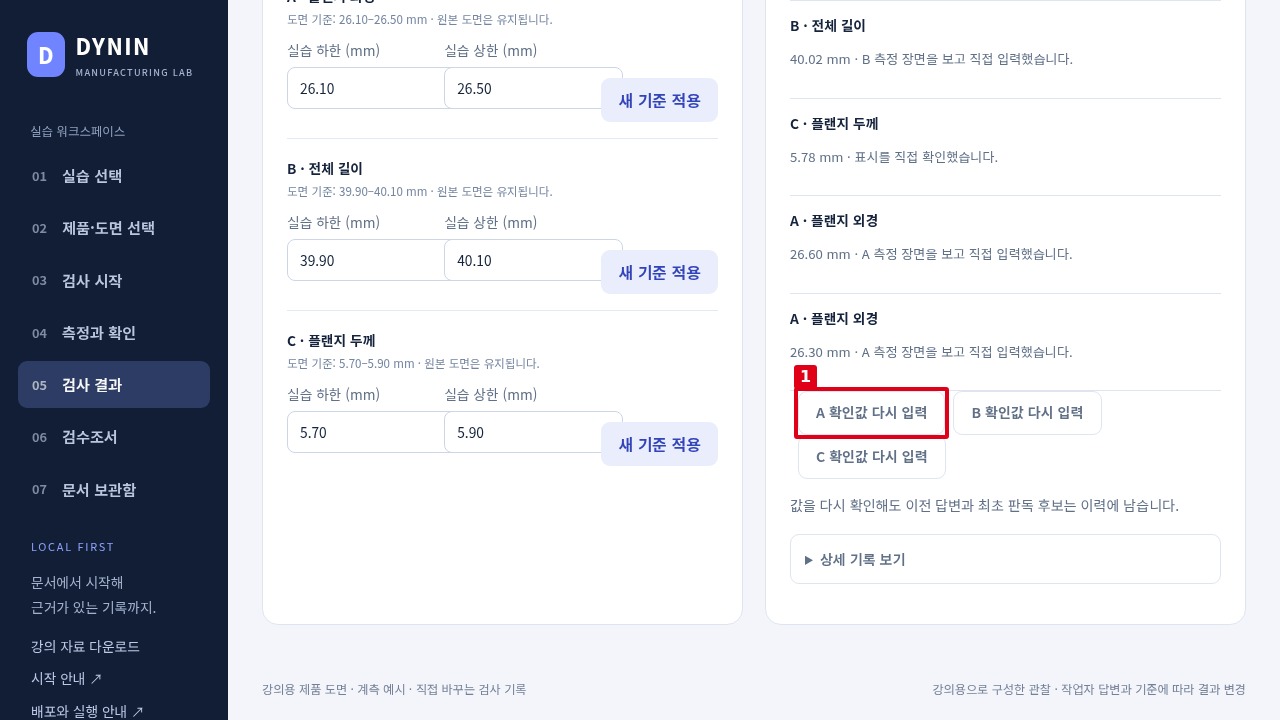 D
DYNIN
MANUFACTURING LAB
실습 워크스페이스
01 실습 선택
02 제품·도면 선택
03 검사 시작
04 측정과 확인
05 검사 결과
06 검수조서
07 문서 보관함
LOCAL FIRST
문서에서 시작해
근거가 있는 기록까지.
강의 자료 다운로드
시작 안내 ↗
배포와 실행 안내 ↗
도면 기준: 26.10–26.50 mm · 원본 도면은 유지됩니다.
실습 하한 (mm) 실습 상한 (mm)
26.10 26.50 새 기준 적용
B · 전체 길이
도면 기준: 39.90–40.10 mm · 원본 도면은 유지됩니다.
실습 하한 (mm) 실습 상한 (mm)
39.90 40.10 새 기준 적용
C · 플랜지 두께
도면 기준: 5.70–5.90 mm · 원본 도면은 유지됩니다.
실습 하한 (mm) 실습 상한 (mm)
5.70 5.90 새 기준 적용
B · 전체 길이
40.02 mm · B 측정 장면을 보고 직접 입력했습니다.
C · 플랜지 두께
5.78 mm · 표시를 직접 확인했습니다.
A · 플랜지 외경
26.60 mm · A 측정 장면을 보고 직접 입력했습니다.
A · 플랜지 외경
26.30 mm · A 측정 장면을 보고 직접 입력했습니다.
1
A 확인값 다시 입력 B 확인값 다시 입력
C 확인값 다시 입력
값을 다시 확인해도 이전 답변과 최초 판독 후보는 이력에 남습니다.
▶ 상세 기록 보기
강의용 제품 도면 · 계측 예시 · 직접 바꾸는 검사 기록
강의용으로 구성한 관찰 · 작업자 답변과 기준에 따라 결과 변경